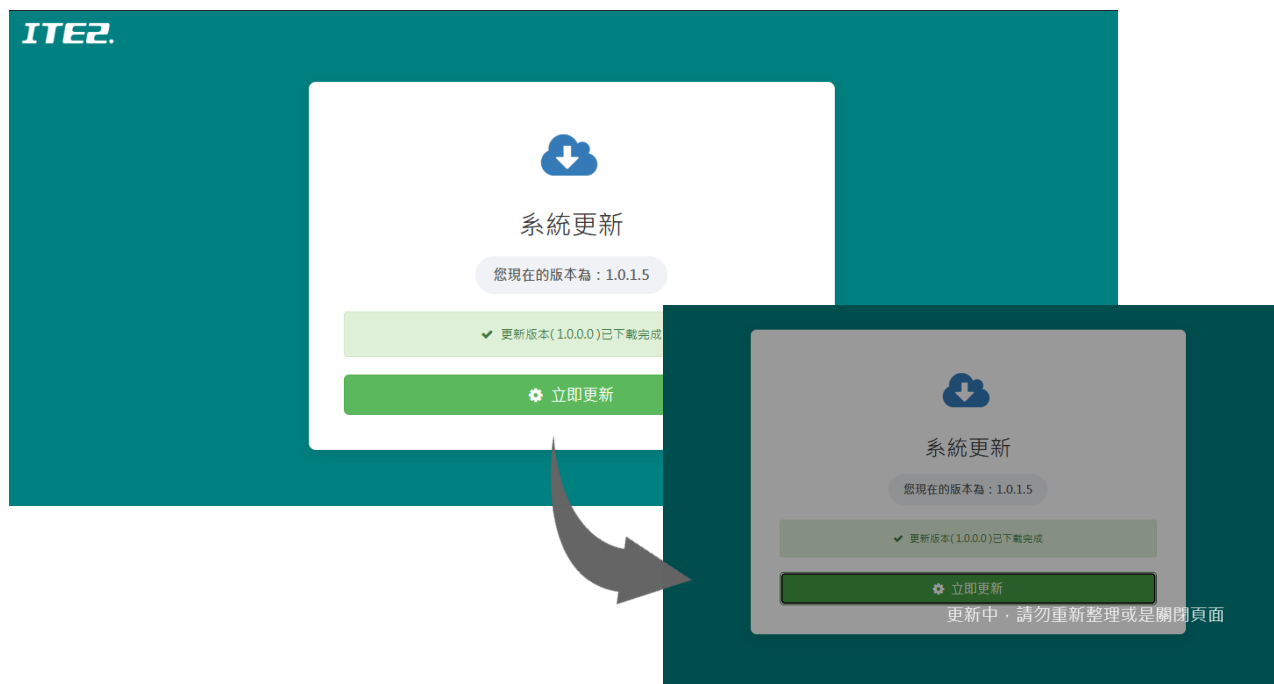 ITE2.
系統更新
您現在的版本為：1.0.1.5
更新版本( 1.0.0.0 )已下載完成
立即更新
系統更新
您現在的版本為：1.0.1.5
更新版本( 1.0.0.0 )已下載完成
立即更新
更新中，請勿重新整理或是關閉頁面